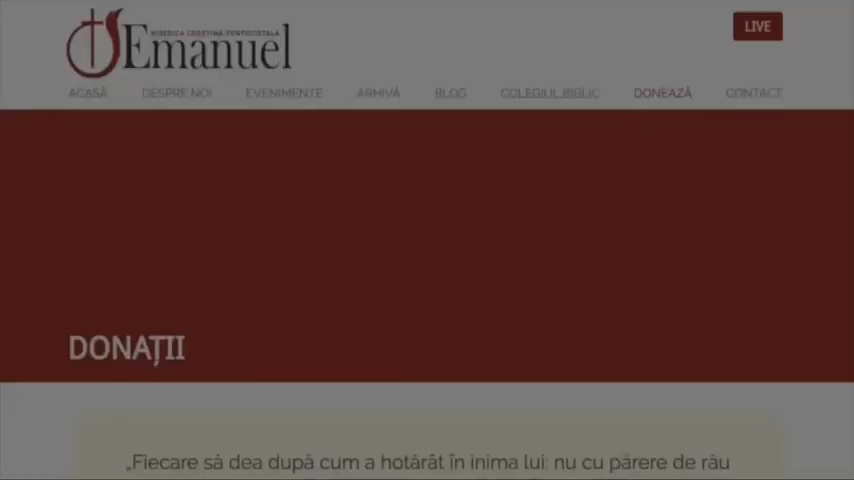 BISERICA CREȘTINĂ PENTICOSTALĂ
Emanuel
LIVE
ACASĂ DESPRE NOI EVENIMENTE ARHIVĂ BLOG COLEGIUL BIBLIC DONEAZĂ CONTACT
DONAȚII
„Fiecare să dea după cum a hotărât în inima lui: nu cu părere de rău